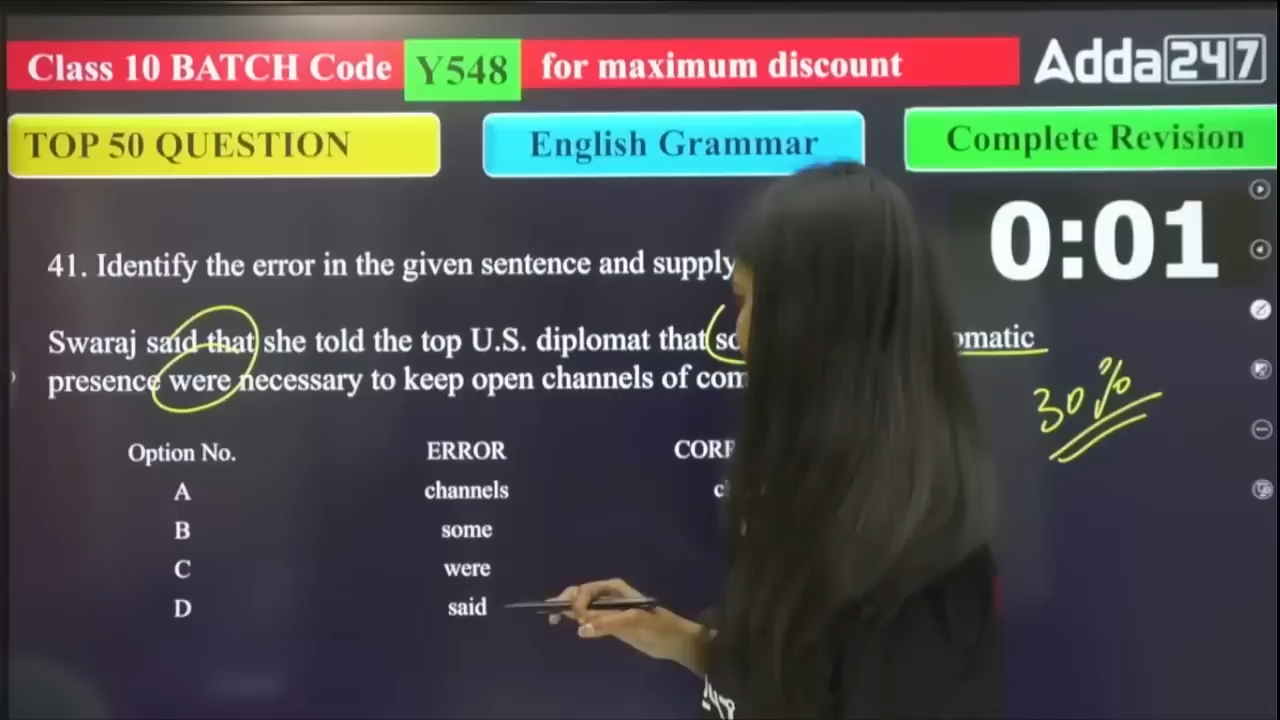 Class 10 BATCH Code Y548 for maximum discount
Adda247
TOP 50 QUESTION
English Grammar
Complete Revision
0:01
41. Identify the error in the given sentence and supply
Swaraj said that she told the top U.S. diplomat that
presence were necessary to keep open channels of
30%
Option No. ERROR
A channels
B some
C were
D said